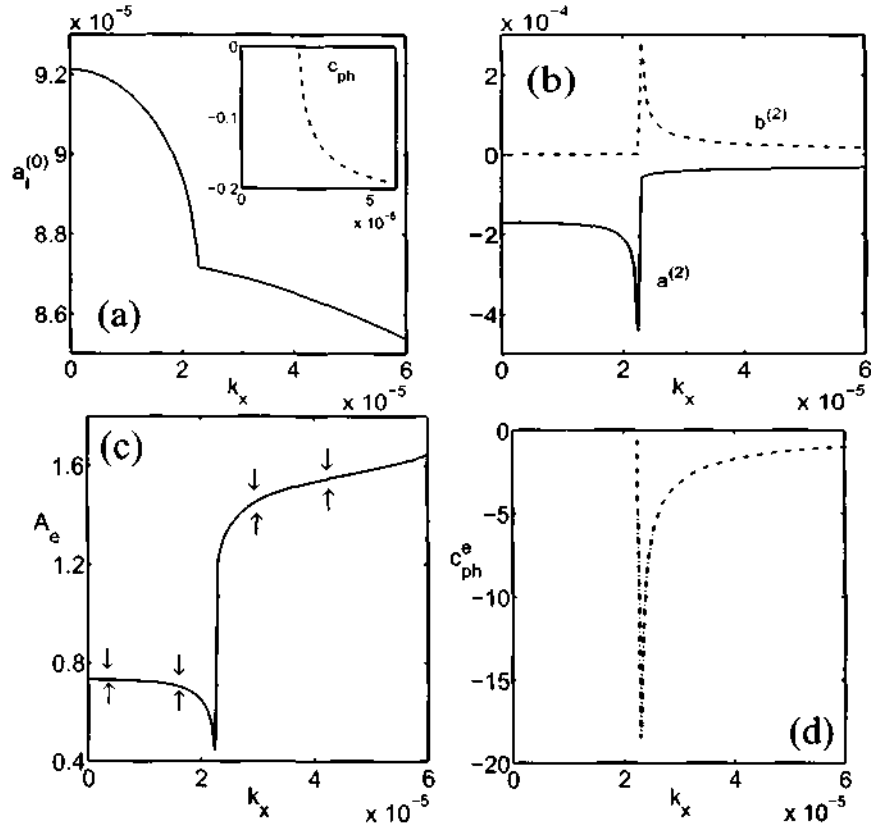 × 10⁻⁵
9.2
9
8.8
8.6
a_i^(0)
(a)
0
2
4
6
k_x
× 10⁻⁵
0
−0.1
−0.2
c_ph
0
5
× 10⁻⁵
× 10⁻⁴
2
0
−2
−4
(b)
b^(2)
a^(2)
0
2
4
6
k_x
× 10⁻⁵
(c)
1.6
1.2
0.8
0.4
A_e
↓ ↓ ↓ ↓
↑ ↑ ↑ ↑
0
2
4
6
k_x
× 10⁻⁵
0
−5
−10
−15
−20
c_ph^e
(d)
0
2
4
6
k_x
× 10⁻⁵